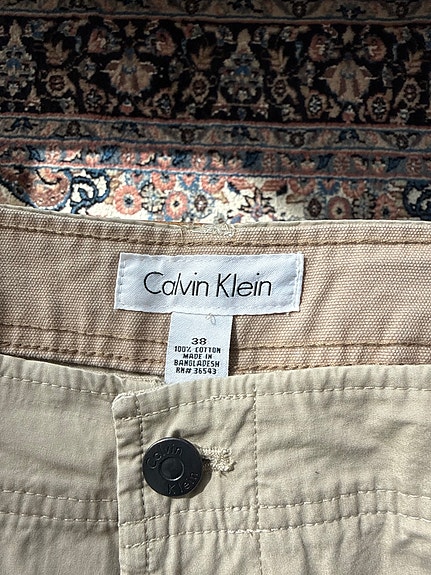 Calvin Klein
38
100% COTTON
MADE IN
BANGLADESH
RN# 36543
Calvin
Klein